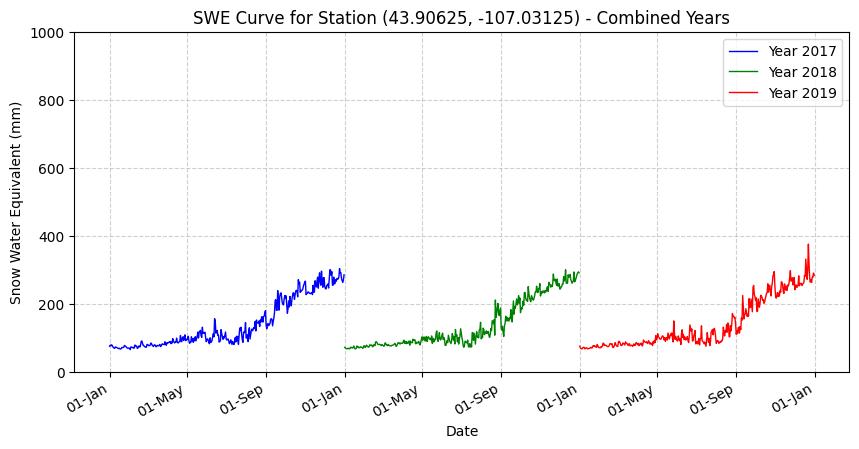 SWE Curve for Station (43.90625, -107.03125) - Combined Years
Snow Water Equivalent (mm)
1000
800
600
400
200
0
Year 2017
Year 2018
Year 2019
01-Jan
01-May
01-Sep
01-Jan
01-May
01-Sep
01-Jan
01-May
01-Sep
01-Jan
Date